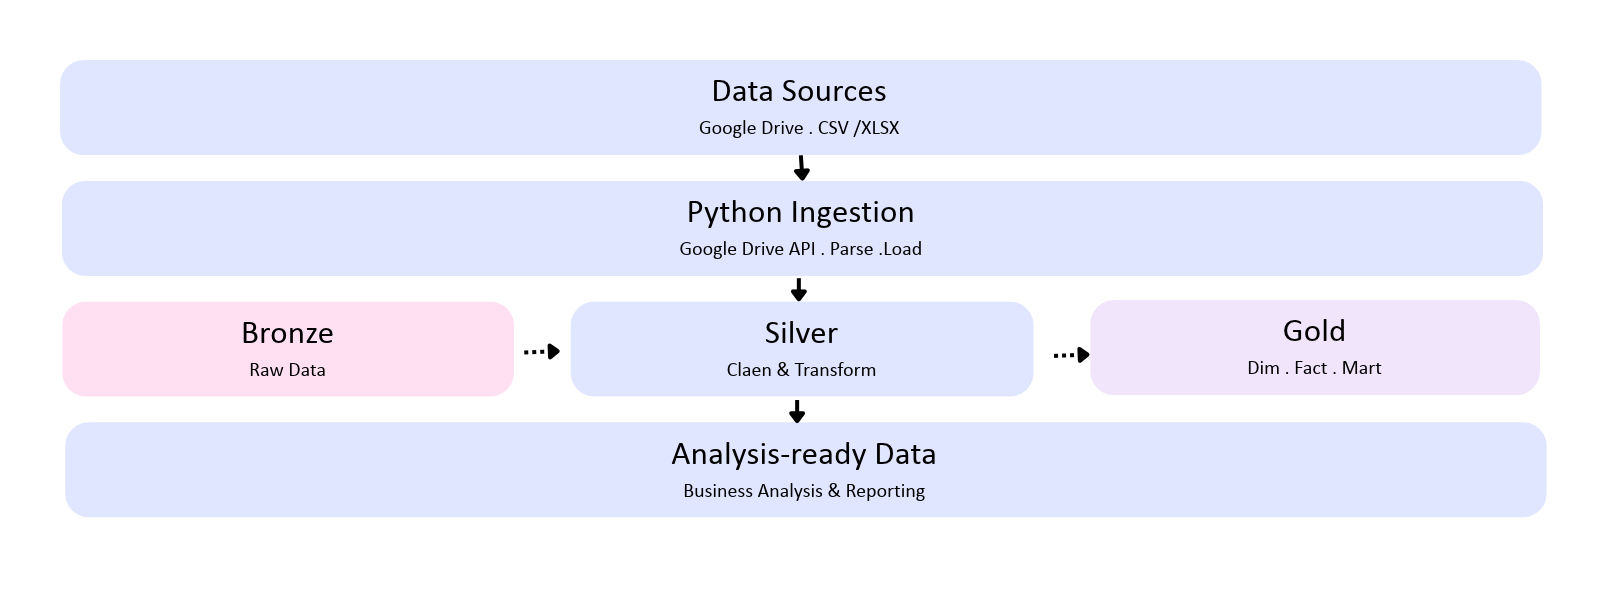 Data Sources
Google Drive . CSV /XLSX
Python Ingestion
Google Drive API . Parse .Load
Bronze
Raw Data
Silver
Claen & Transform
Gold
Dim . Fact . Mart
Analysis-ready Data
Business Analysis & Reporting